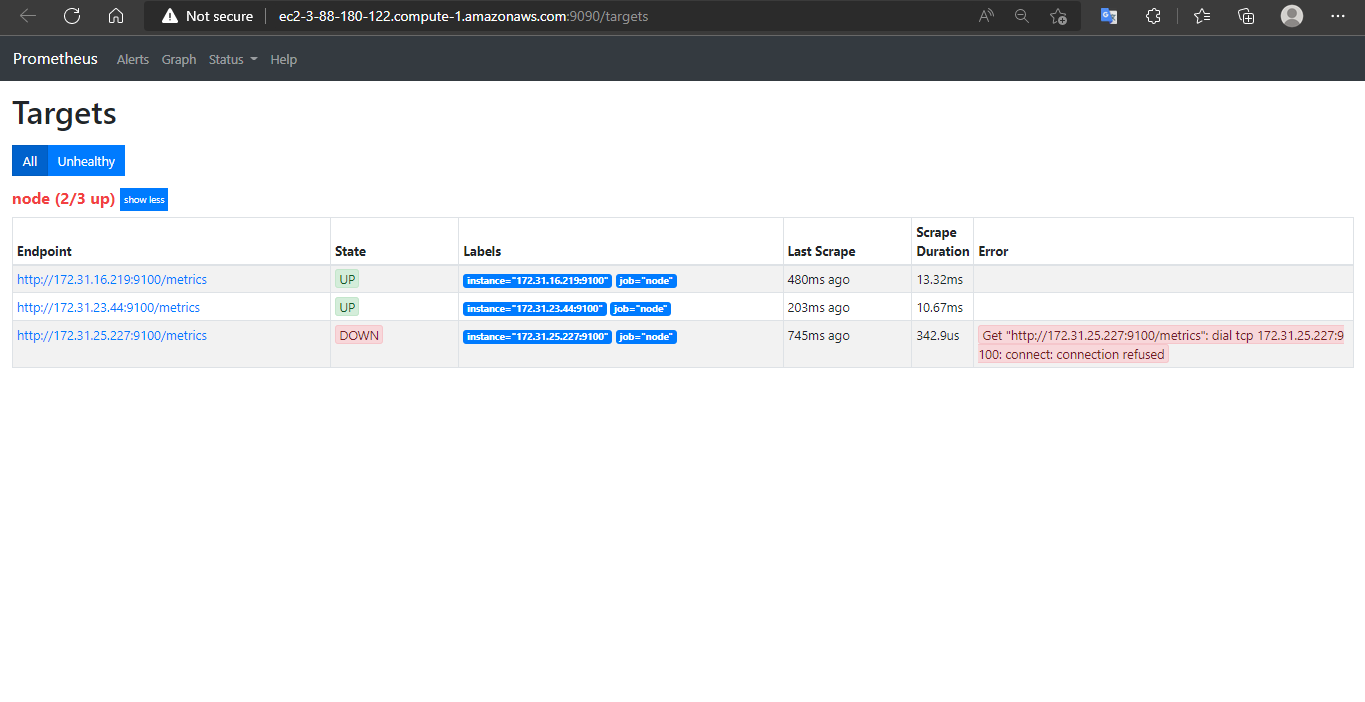 Not secure ec2-3-88-180-122.compute-1.amazonaws.com:9090/targets
Prometheus Alerts Graph Status Help
Targets
All Unhealthy
node (2/3 up) show less
Endpoint State Labels Last Scrape Scrape Duration Error
http://172.31.16.219:9100/metrics UP instance="172.31.16.219:9100" job="node" 480ms ago 13.32ms
http://172.31.23.44:9100/metrics UP instance="172.31.23.44:9100" job="node" 203ms ago 10.67ms
http://172.31.25.227:9100/metrics DOWN instance="172.31.25.227:9100" job="node" 745ms ago 342.9us Get "http://172.31.25.227:9100/metrics": dial tcp 172.31.25.227:9
100: connect: connection refused